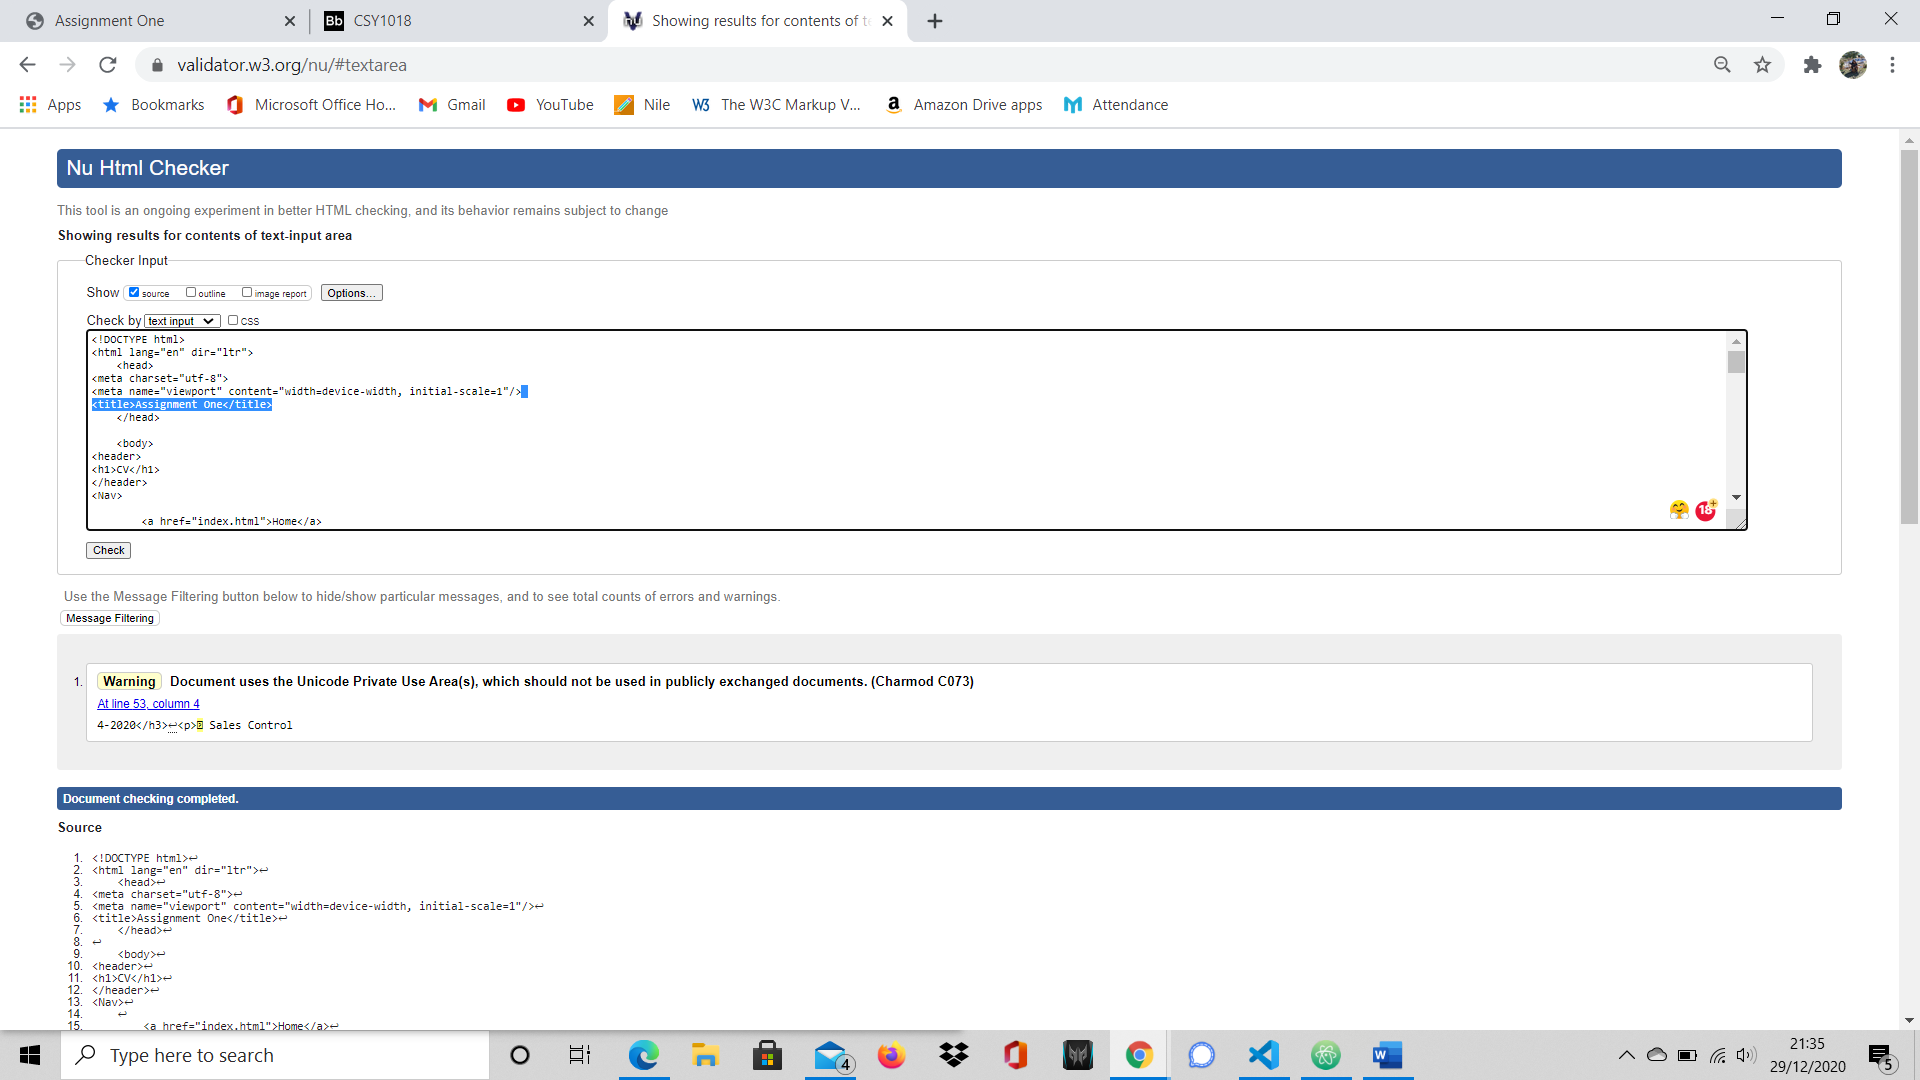 Assignment One
Bb CSY1018
nu Showing results for contents of te
validator.w3.org/nu/#textarea
Apps Bookmarks Microsoft Office Ho... Gmail YouTube Nile W3 The W3C Markup V... a Amazon Drive apps Attendance
Nu Html Checker
This tool is an ongoing experiment in better HTML checking, and its behavior remains subject to change
Showing results for contents of text-input area
Checker Input
Show source outline image report Options...
Check by text input CSS
<!DOCTYPE html>
<html lang="en" dir="ltr">
<head>
<meta charset="utf-8">
<meta name="viewport" content="width=device-width, initial-scale=1"/>
<title>Assignment One</title>
</head>
<body>
<header>
<h1>CV</h1>
</header>
<Nav>
<a href="index.html">Home</a>
18+
Check
Use the Message Filtering button below to hide/show particular messages, and to see total counts of errors and warnings.
Message Filtering
1. Warning Document uses the Unicode Private Use Area(s), which should not be used in publicly exchanged documents. (Charmod C073)
At line 53, column 4
4-2020</h3>↩<p> Sales Control
Document checking completed.
Source
1. <!DOCTYPE html>↩
2. <html lang="en" dir="ltr">↩
3. <head>↩
4. <meta charset="utf-8">↩
5. <meta name="viewport" content="width=device-width, initial-scale=1"/>↩
6. <title>Assignment One</title>↩
7. </head>↩
8. ↩
9. <body>↩
10. <header>↩
11. <h1>CV</h1>↩
12. </header>↩
13. <Nav>↩
14. ↩
15. <a href="index.html">Home</a>↩
Type here to search
4
W
21:35
29/12/2020
5